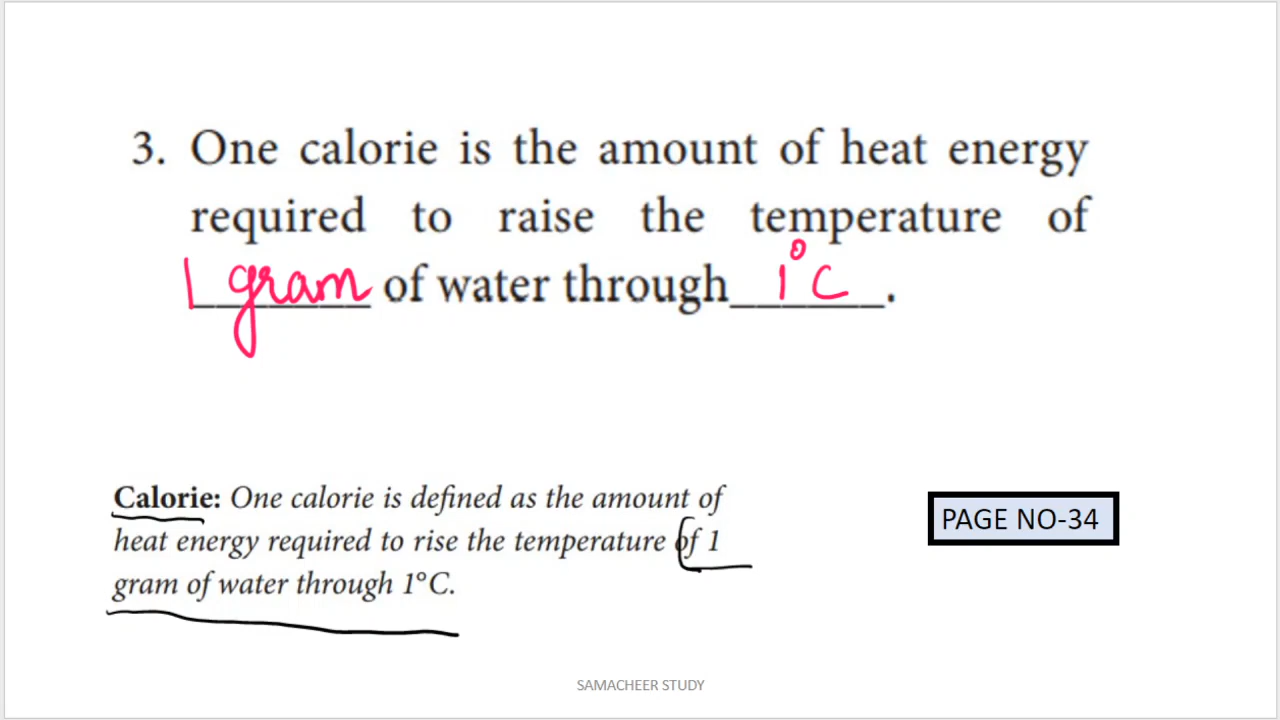 3. One calorie is the amount of heat energy
required to raise the temperature of
1 gram of water through 1°C.
Calorie: One calorie is defined as the amount of
heat energy required to rise the temperature of 1
gram of water through 1°C.
PAGE NO-34
SAMACHEER STUDY